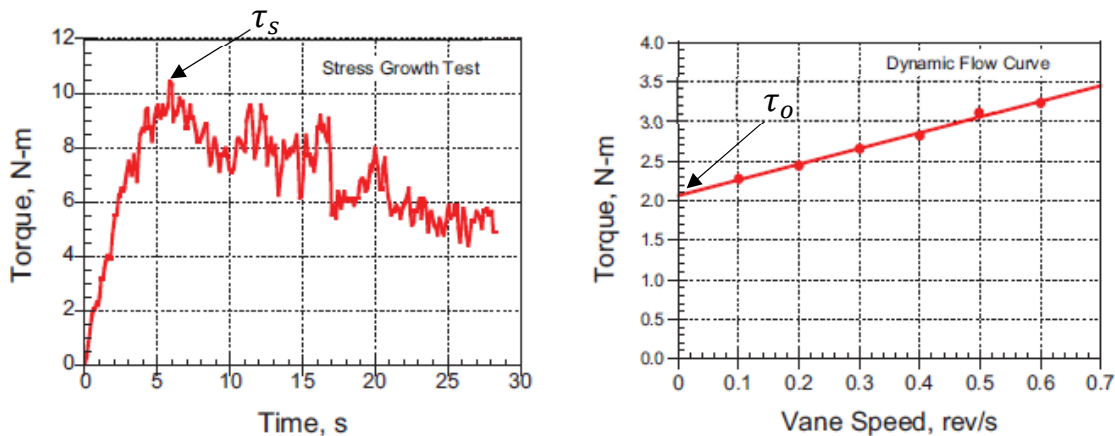 τs
12
10
8
6
4
2
0
Torque, N-m
Stress Growth Test
0 5 10 15 20 25 30
Time, s
4.0
3.5
3.0
2.5
2.0
1.5
1.0
0.5
0.0
Torque, N-m
Dynamic Flow Curve
τo
0 0.1 0.2 0.3 0.4 0.5 0.6 0.7
Vane Speed, rev/s